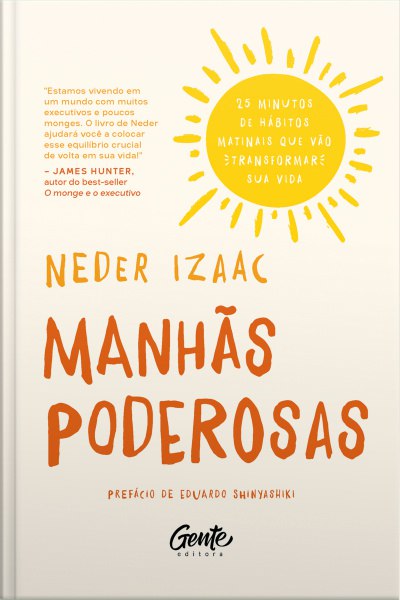 "Estamos vivendo em
um mundo com muitos
executivos e poucos
monges. O livro de Neder
ajudará você a colocar
esse equilíbrio crucial
de volta em sua vida!"
– JAMES HUNTER,
autor do best-seller
O monge e o executivo
25 MINUTOS
DE HÁBITOS
MATINAIS QUE VÃO
TRANSFORMAR
SUA VIDA
NEDER IZAAC
MANHÃS
PODEROSAS
PREFÁCIO DE EDUARDO SHINYASHIKI
Gente
editora